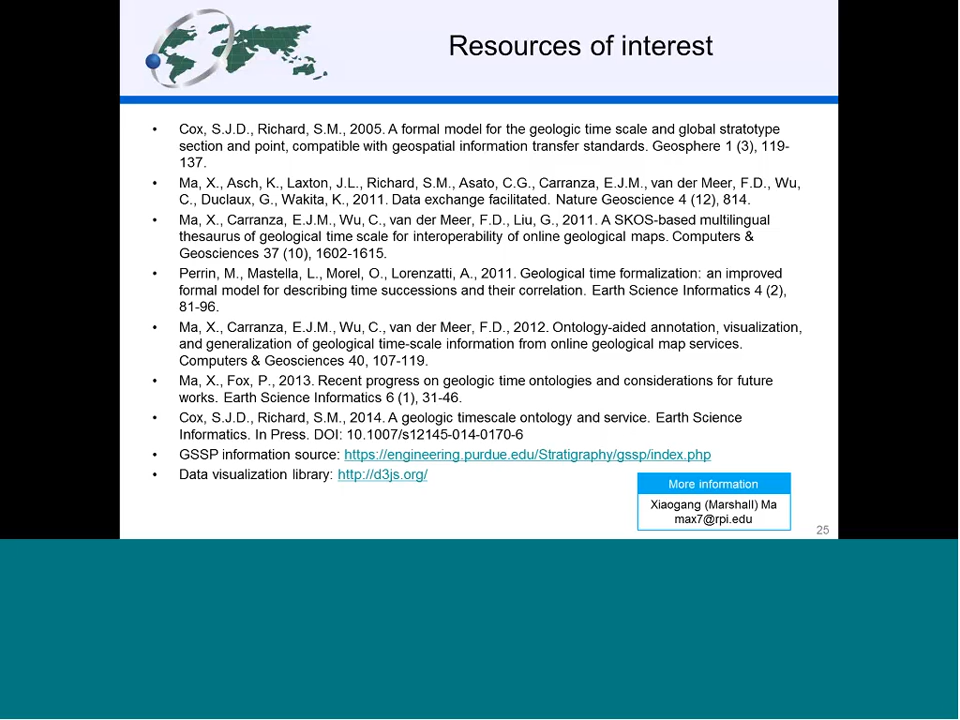 Resources of interest
• Cox, S.J.D., Richard, S.M., 2005. A formal model for the geologic time scale and global stratotype
section and point, compatible with geospatial information transfer standards. Geosphere 1 (3), 119-
137.
• Ma, X., Asch, K., Laxton, J.L., Richard, S.M., Asato, C.G., Carranza, E.J.M., van der Meer, F.D., Wu,
C., Duclaux, G., Wakita, K., 2011. Data exchange facilitated. Nature Geoscience 4 (12), 814.
• Ma, X., Carranza, E.J.M., Wu, C., van der Meer, F.D., Liu, G., 2011. A SKOS-based multilingual
thesaurus of geological time scale for interoperability of online geological maps. Computers &
Geosciences 37 (10), 1602-1615.
• Perrin, M., Mastella, L., Morel, O., Lorenzatti, A., 2011. Geological time formalization: an improved
formal model for describing time successions and their correlation. Earth Science Informatics 4 (2),
81-96.
• Ma, X., Carranza, E.J.M., Wu, C., van der Meer, F.D., 2012. Ontology-aided annotation, visualization,
and generalization of geological time-scale information from online geological map services.
Computers & Geosciences 40, 107-119.
• Ma, X., Fox, P., 2013. Recent progress on geologic time ontologies and considerations for future
works. Earth Science Informatics 6 (1), 31-46.
• Cox, S.J.D., Richard, S.M., 2014. A geologic timescale ontology and service. Earth Science
Informatics. In Press. DOI: 10.1007/s12145-014-0170-6
• GSSP information source: https://engineering.purdue.edu/Stratigraphy/gssp/index.php
• Data visualization library: http://d3js.org/
More information
Xiaogang (Marshall) Ma
max7@rpi.edu
25